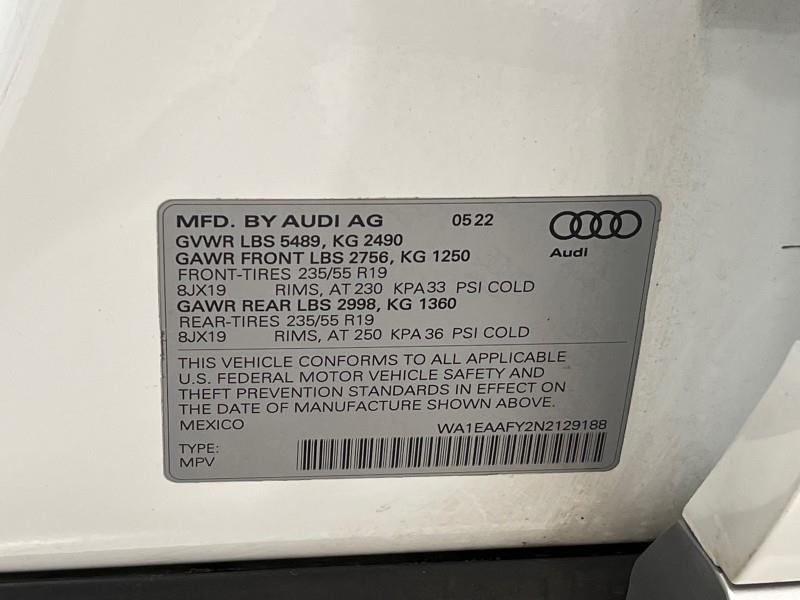 MFD. BY AUDI AG 05 22
GVWR LBS 5489, KG 2490
GAWR FRONT LBS 2756, KG 1250
FRONT-TIRES 235/55 R19
8JX19 RIMS, AT 230 KPA 33 PSI COLD
GAWR REAR LBS 2998, KG 1360
REAR-TIRES 235/55 R19
8JX19 RIMS, AT 250 KPA 36 PSI COLD
Audi
THIS VEHICLE CONFORMS TO ALL APPLICABLE
U.S. FEDERAL MOTOR VEHICLE SAFETY AND
THEFT PREVENTION STANDARDS IN EFFECT ON
THE DATE OF MANUFACTURE SHOWN ABOVE.
MEXICO WA1EAAFY2N2129188
TYPE:
MPV